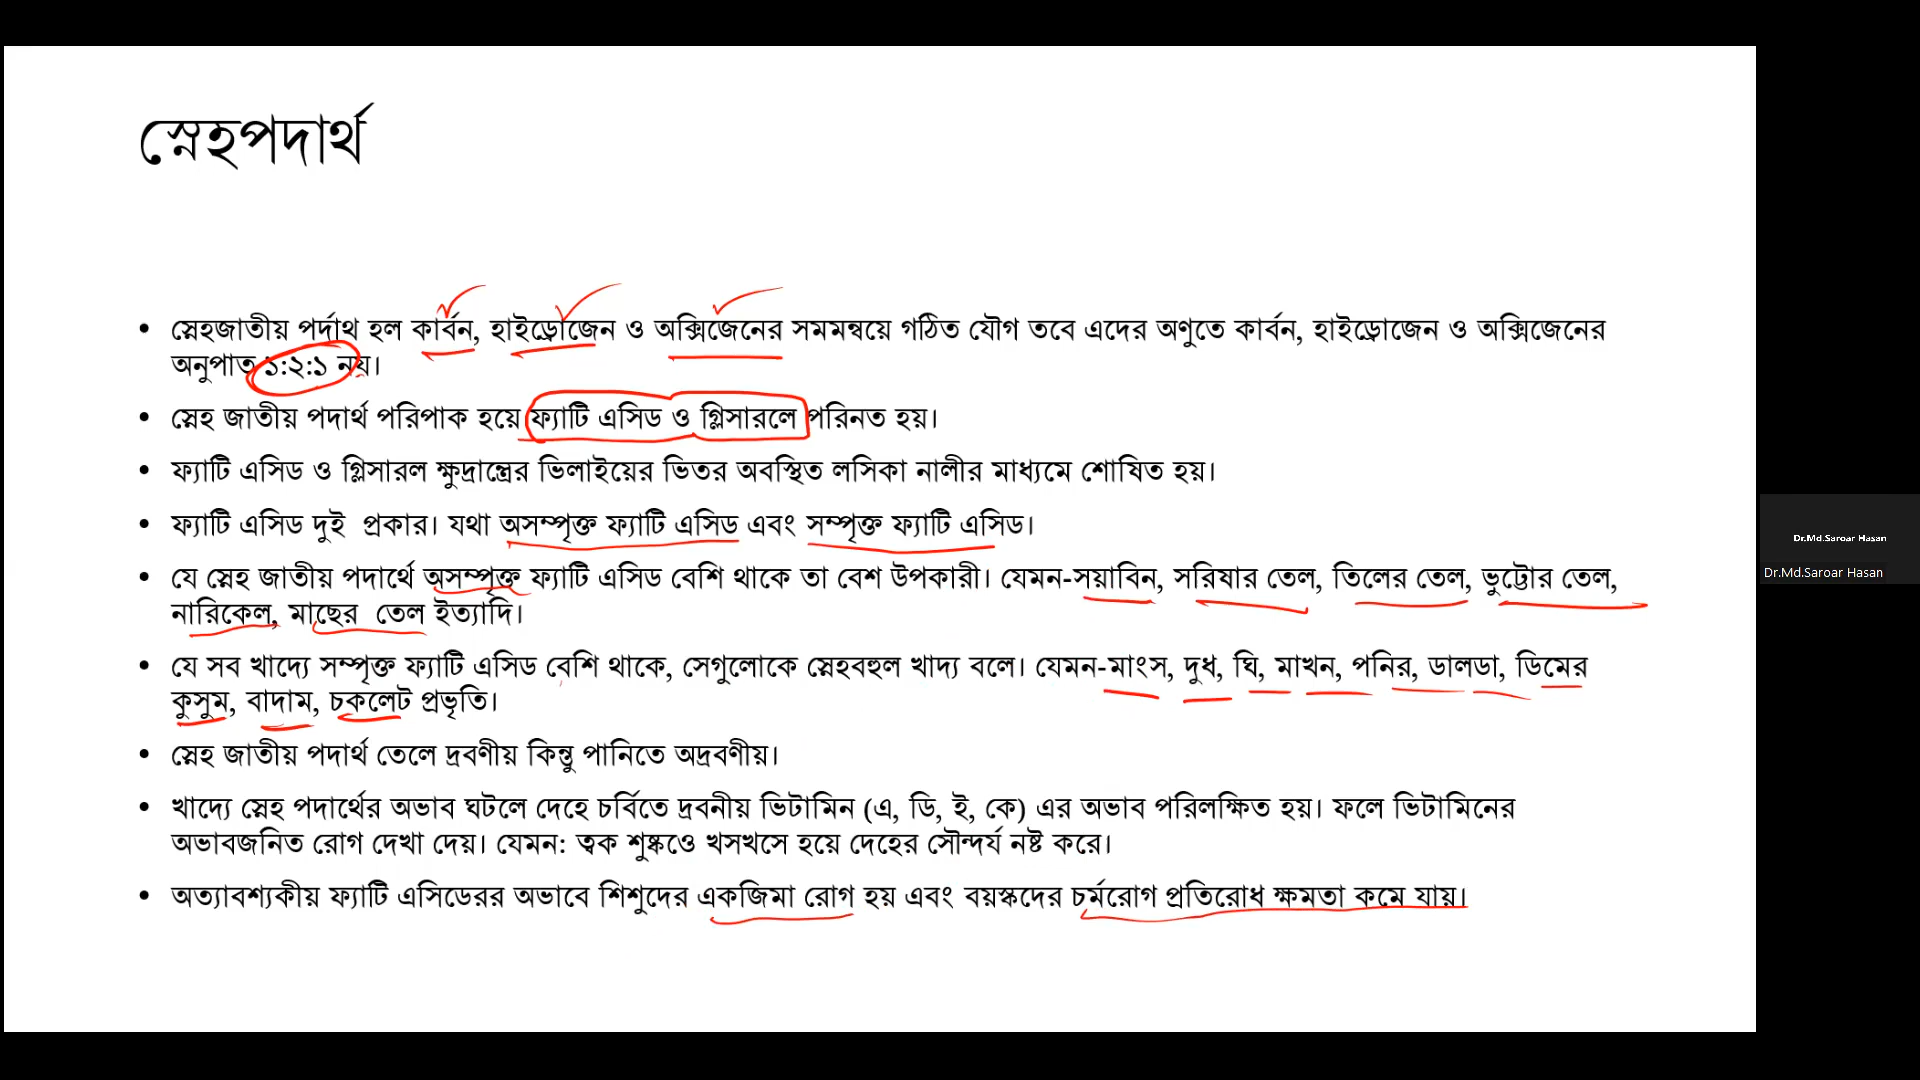 স্নেহপদার্থ
• স্নেহজাতীয় পর্দাথ হল কার্বন, হাইড্রোজেন ও অক্সিজেনের সমমন্বয়ে গঠিত যৌগ তবে এদের অণুতে কার্বন, হাইড্রোজেন ও অক্সিজেনের
অনুপাত ১:২:১ নয়।
• স্নেহ জাতীয় পদার্থ পরিপাক হয়ে ফ্যাটি এসিড ও গ্লিসারলে পরিনত হয়।
• ফ্যাটি এসিড ও গ্লিসারল ক্ষুদ্রান্ত্রের ভিলাইয়ের ভিতর অবস্থিত লসিকা নালীর মাধ্যমে শোষিত হয়।
• ফ্যাটি এসিড দুই প্রকার। যথা অসম্পৃক্ত ফ্যাটি এসিড এবং সম্পৃক্ত ফ্যাটি এসিড।
• যে স্নেহ জাতীয় পদার্থে অসম্পৃক্ত ফ্যাটি এসিড বেশি থাকে তা বেশ উপকারী। যেমন-সয়াবিন, সরিষার তেল, তিলের তেল, ভুট্টোর তেল,
নারিকেল, মাছের তেল ইত্যাদি।
• যে সব খাদ্যে সম্পৃক্ত ফ্যাটি এসিড বেশি থাকে, সেগুলোকে স্নেহবহুল খাদ্য বলে। যেমন-মাংস, দুধ, ঘি, মাখন, পনির, ডালডা, ডিমের
কুসুম, বাদাম, চকলেট প্রভৃতি।
• স্নেহ জাতীয় পদার্থ তেলে দ্রবণীয় কিন্তু পানিতে অদ্রবণীয়।
• খাদ্যে স্নেহ পদার্থের অভাব ঘটলে দেহে চর্বিতে দ্রবনীয় ভিটামিন (এ, ডি, ই, কে) এর অভাব পরিলক্ষিত হয়। ফলে ভিটামিনের
অভাবজনিত রোগ দেখা দেয়। যেমন: ত্বক শুষ্কওে খসখসে হয়ে দেহের সৌন্দর্য নষ্ট করে।
• অত্যাবশ্যকীয় ফ্যাটি এসিডেরর অভাবে শিশুদের একজিমা রোগ হয় এবং বয়স্কদের চর্মরোগ প্রতিরোধ ক্ষমতা কমে যায়।
Dr.Md.Saroar Hasan
Dr.Md.Saroar Hasan